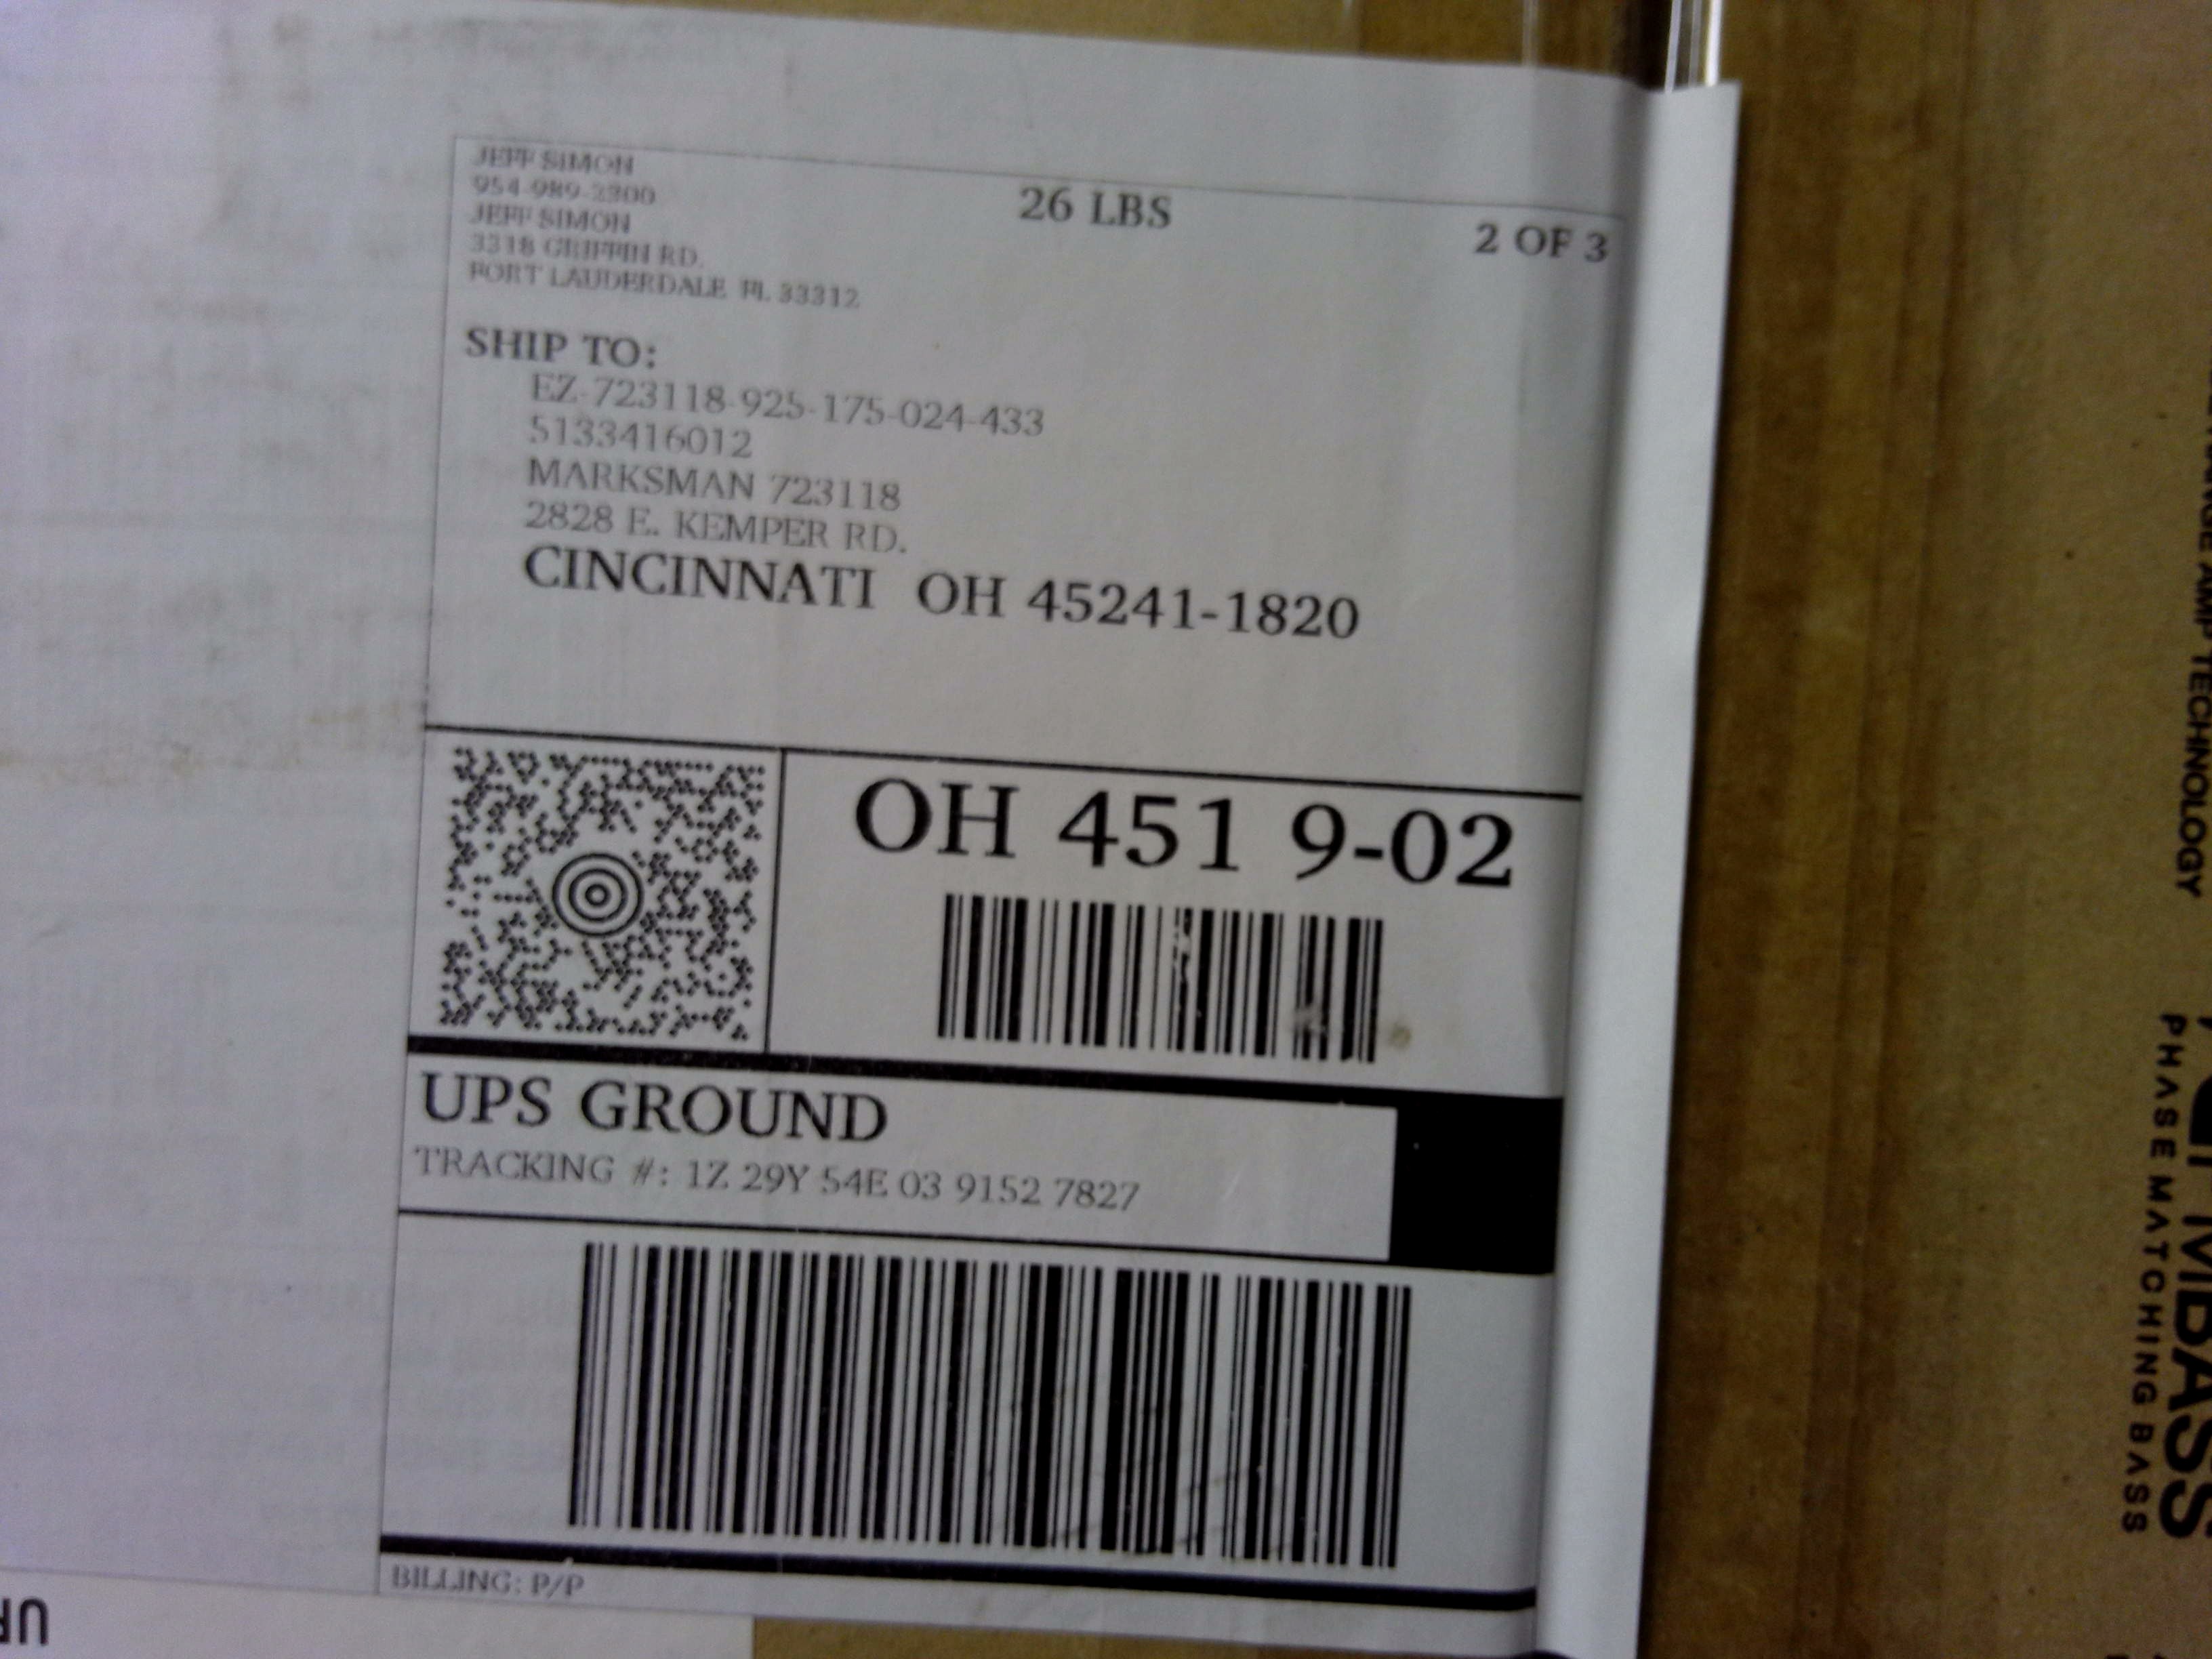 JEFF SIMON
954-989-2300
JEFF SIMON
3318 GRIFFIN RD.
FORT LAUDERDALE FL 33312
26 LBS
2 OF 3
SHIP TO:
EZ-723118-925-175-024-433
5133416012
MARKSMAN 723118
2828 E. KEMPER RD.
CINCINNATI OH 45241-1820
OH 451 9-02
UPS GROUND
TRACKING #: 1Z 29Y 54E 03 9152 7827
BILLING: P/P
AMP TECHNOLOGY
PHASE MATCHING BASS